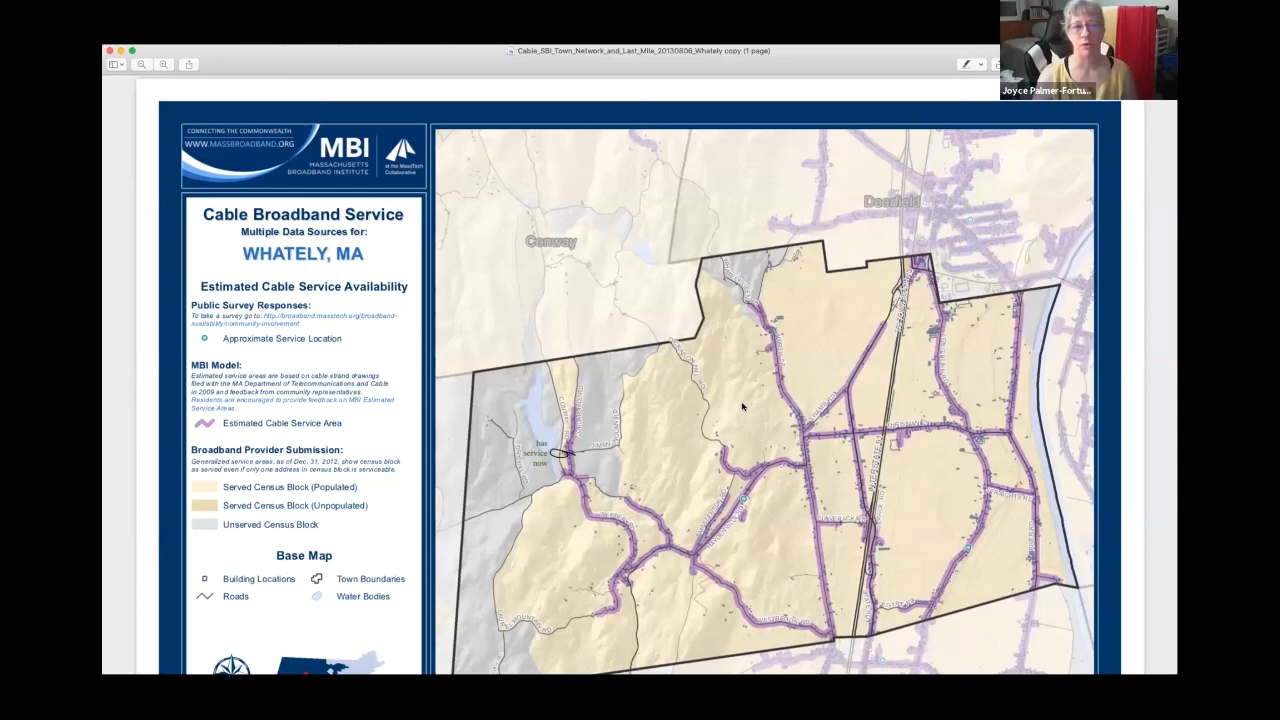 Cable_SBI_Town_Network_and_Last_Mile_20130806_Whately copy (1 page)
Joyce Palmer-Fortu...
CONNECTING THE COMMONWEALTH
WWW.MASSBROADBAND.ORG
MBI
MASSACHUSETTS
BROADBAND INSTITUTE
at the MassTech
Collaborative
Cable Broadband Service
Multiple Data Sources for:
WHATELY, MA
Estimated Cable Service Availability
Public Survey Responses:
To take a survey go to: http://broadband.masstech.org/broadband-
availability/community-involvement
Approximate Service Location
MBI Model:
Estimated service areas are based on cable strand drawings
filed with the MA Department of Telecommunications and Cable
in 2009 and feedback from community representatives.
Residents are encouraged to provide feedback on MBI Estimated
Service Areas.
Estimated Cable Service Area
Broadband Provider Submission:
Generalized service areas, as of Dec. 31, 2012, show census block
as served even if only one address in census block is serviceable.
Served Census Block (Populated)
Served Census Block (Unpopulated)
Unserved Census Block
Base Map
Building Locations
Town Boundaries
Roads
Water Bodies
Deerfield
Conway
has
service
now
INTERSTATE